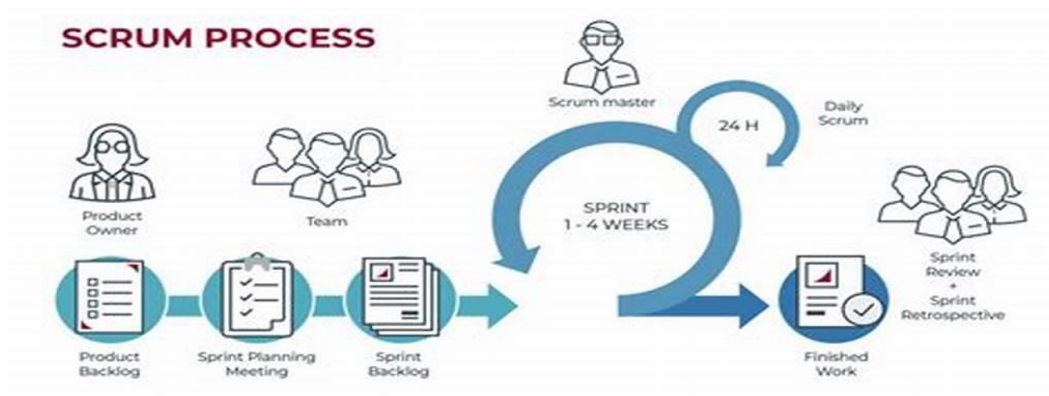 SCRUM PROCESS
Scrum master
24 H
Daily
Scrum
Product
Owner
Team
SPRINT
1 - 4 WEEKS
Sprint
Review
+
Sprint
Retrospective
Product
Backlog
Sprint Planning
Meeting
Sprint
Backlog
Finished
Work